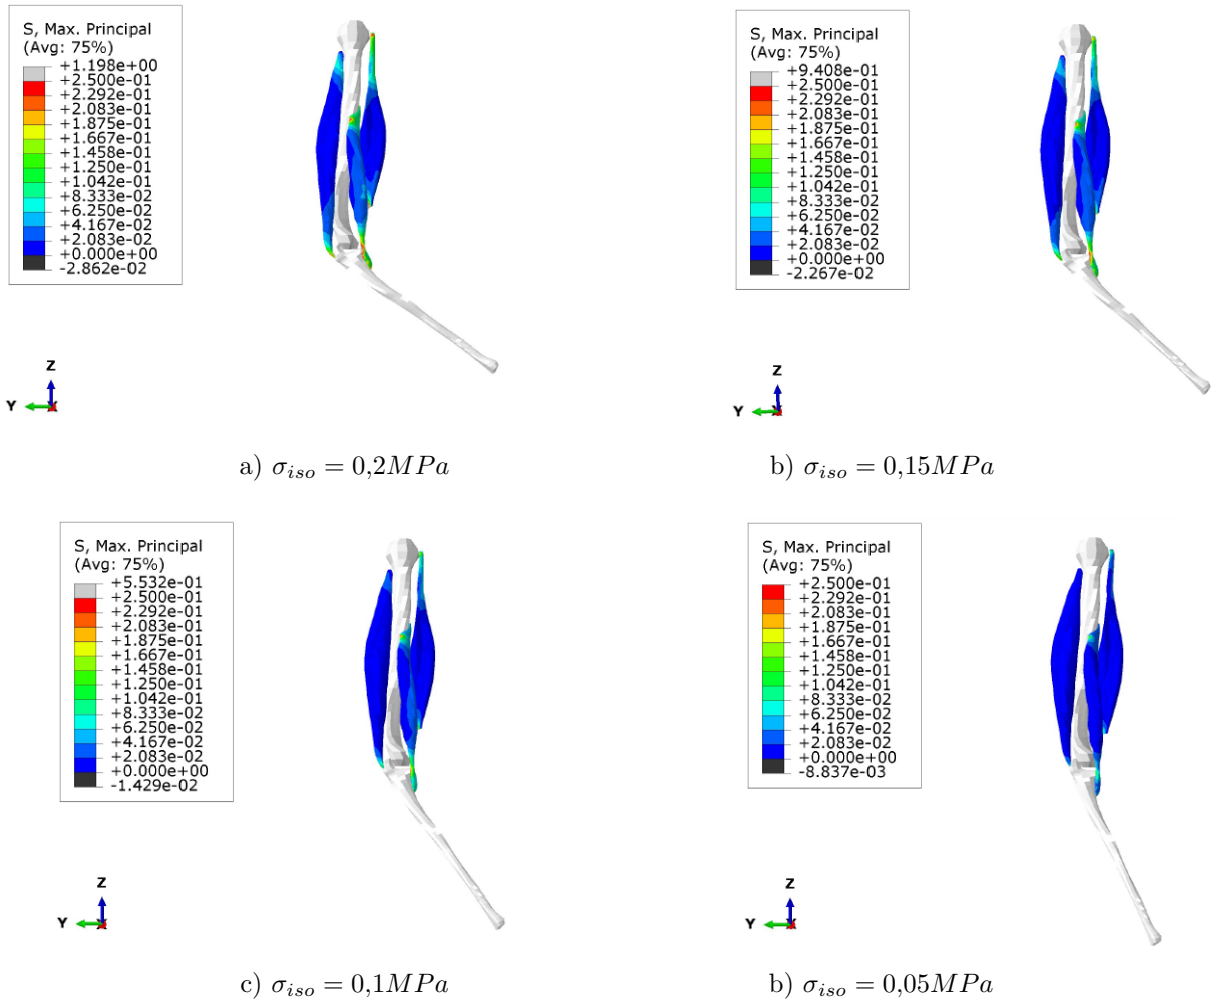 S, Max. Principal
(Avg: 75%)
+1.198e+00
+2.500e-01
+2.292e-01
+2.083e-01
+1.875e-01
+1.667e-01
+1.458e-01
+1.250e-01
+1.042e-01
+8.333e-02
+6.250e-02
+4.167e-02
+2.083e-02
+0.000e+00
-2.862e-02
Z
Y
X
a) σ_iso = 0,2MPa
S, Max. Principal
(Avg: 75%)
+9.408e-01
+2.500e-01
+2.292e-01
+2.083e-01
+1.875e-01
+1.667e-01
+1.458e-01
+1.250e-01
+1.042e-01
+8.333e-02
+6.250e-02
+4.167e-02
+2.083e-02
+0.000e+00
-2.267e-02
Z
Y
X
b) σ_iso = 0,15MPa
S, Max. Principal
(Avg: 75%)
+5.532e-01
+2.500e-01
+2.292e-01
+2.083e-01
+1.875e-01
+1.667e-01
+1.458e-01
+1.250e-01
+1.042e-01
+8.333e-02
+6.250e-02
+4.167e-02
+2.083e-02
+0.000e+00
-1.429e-02
Z
Y
X
c) σ_iso = 0,1MPa
S, Max. Principal
(Avg: 75%)
+2.500e-01
+2.292e-01
+2.083e-01
+1.875e-01
+1.667e-01
+1.458e-01
+1.250e-01
+1.042e-01
+8.333e-02
+6.250e-02
+4.167e-02
+2.083e-02
+0.000e+00
-8.837e-03
Z
Y
X
b) σ_iso = 0,05MPa